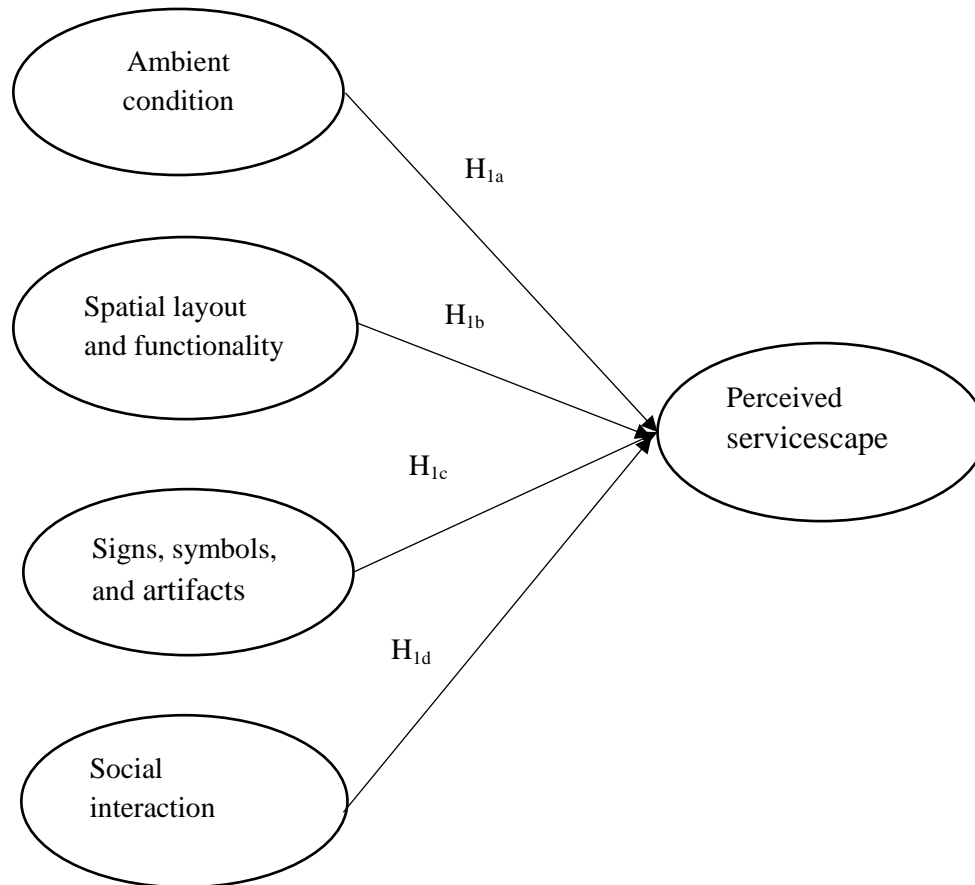 Ambient
condition
H1a
Spatial layout
and functionality
H1b
Perceived
servicescape
H1c
Signs, symbols,
and artifacts
H1d
Social
interaction